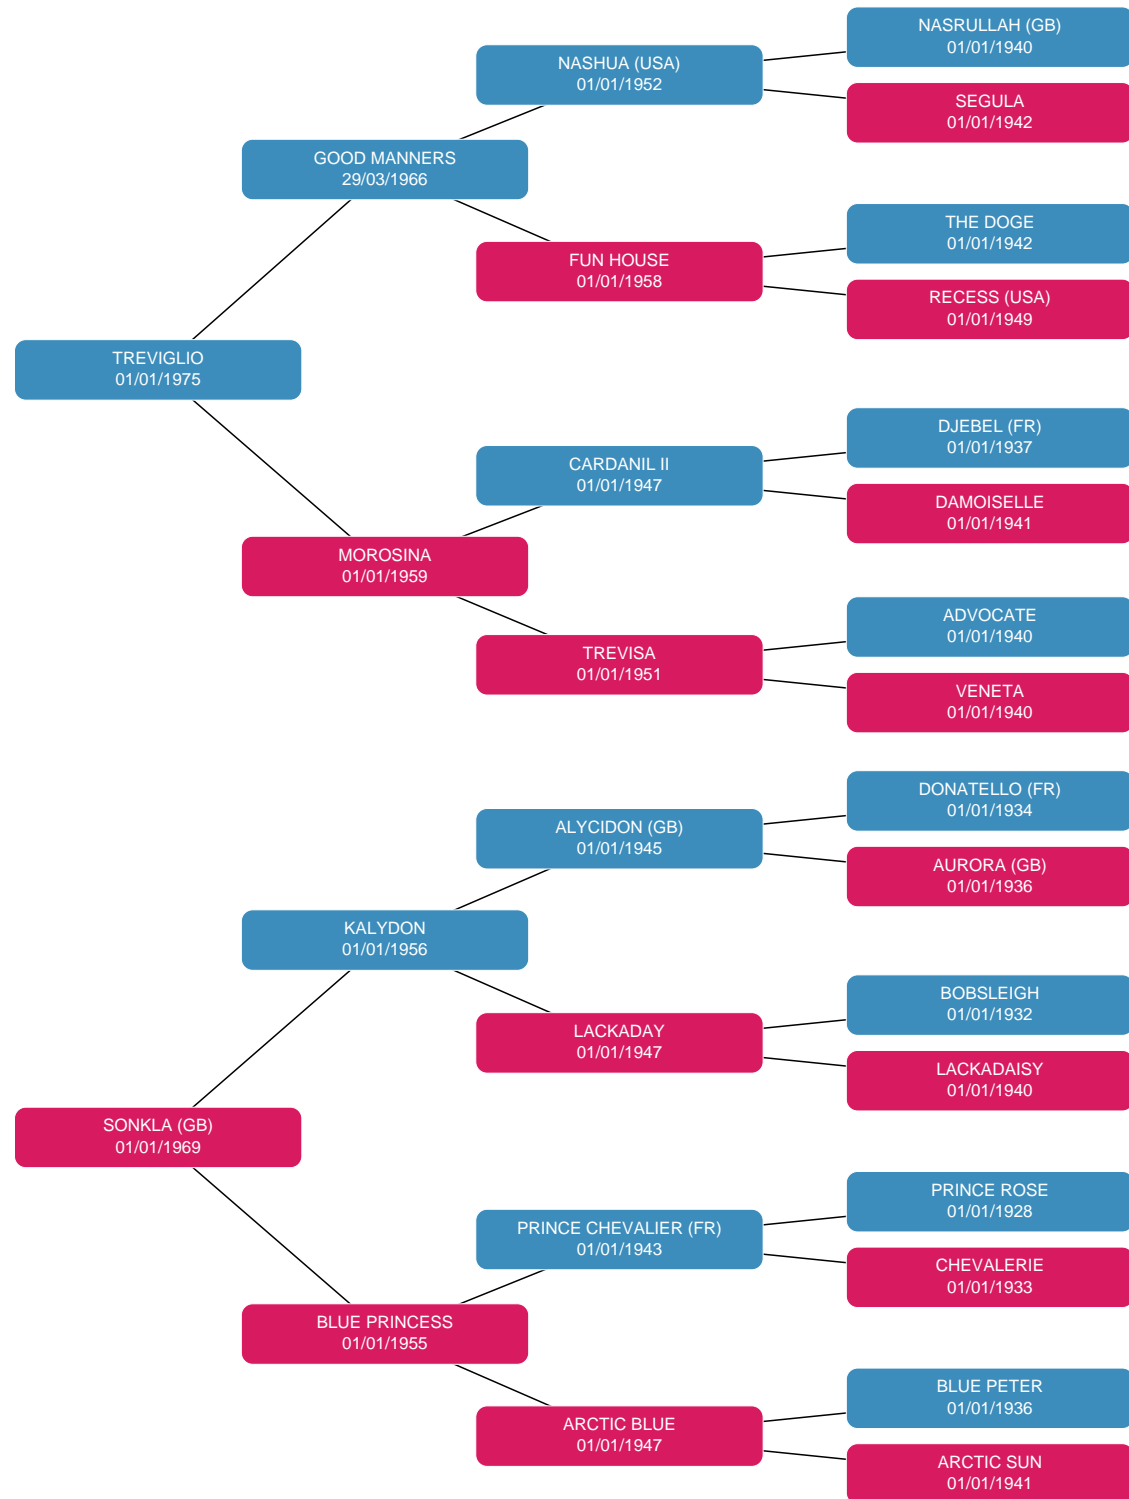 NASRULLAH (GB)
01/01/1940
NASHUA (USA)
01/01/1952
SEGULA
01/01/1942
GOOD MANNERS
29/03/1966
THE DOGE
01/01/1942
FUN HOUSE
01/01/1958
RECESS (USA)
01/01/1949
TREVIGLIO
01/01/1975
DJEBEL (FR)
01/01/1937
CARDANIL II
01/01/1947
DAMOISELLE
01/01/1941
MOROSINA
01/01/1959
ADVOCATE
01/01/1940
TREVISA
01/01/1951
VENETA
01/01/1940
DONATELLO (FR)
01/01/1934
ALYCIDON (GB)
01/01/1945
AURORA (GB)
01/01/1936
KALYDON
01/01/1956
BOBSLEIGH
01/01/1932
LACKADAY
01/01/1947
LACKADAISY
01/01/1940
SONKLA (GB)
01/01/1969
PRINCE ROSE
01/01/1928
PRINCE CHEVALIER (FR)
01/01/1943
CHEVALERIE
01/01/1933
BLUE PRINCESS
01/01/1955
BLUE PETER
01/01/1936
ARCTIC BLUE
01/01/1947
ARCTIC SUN
01/01/1941